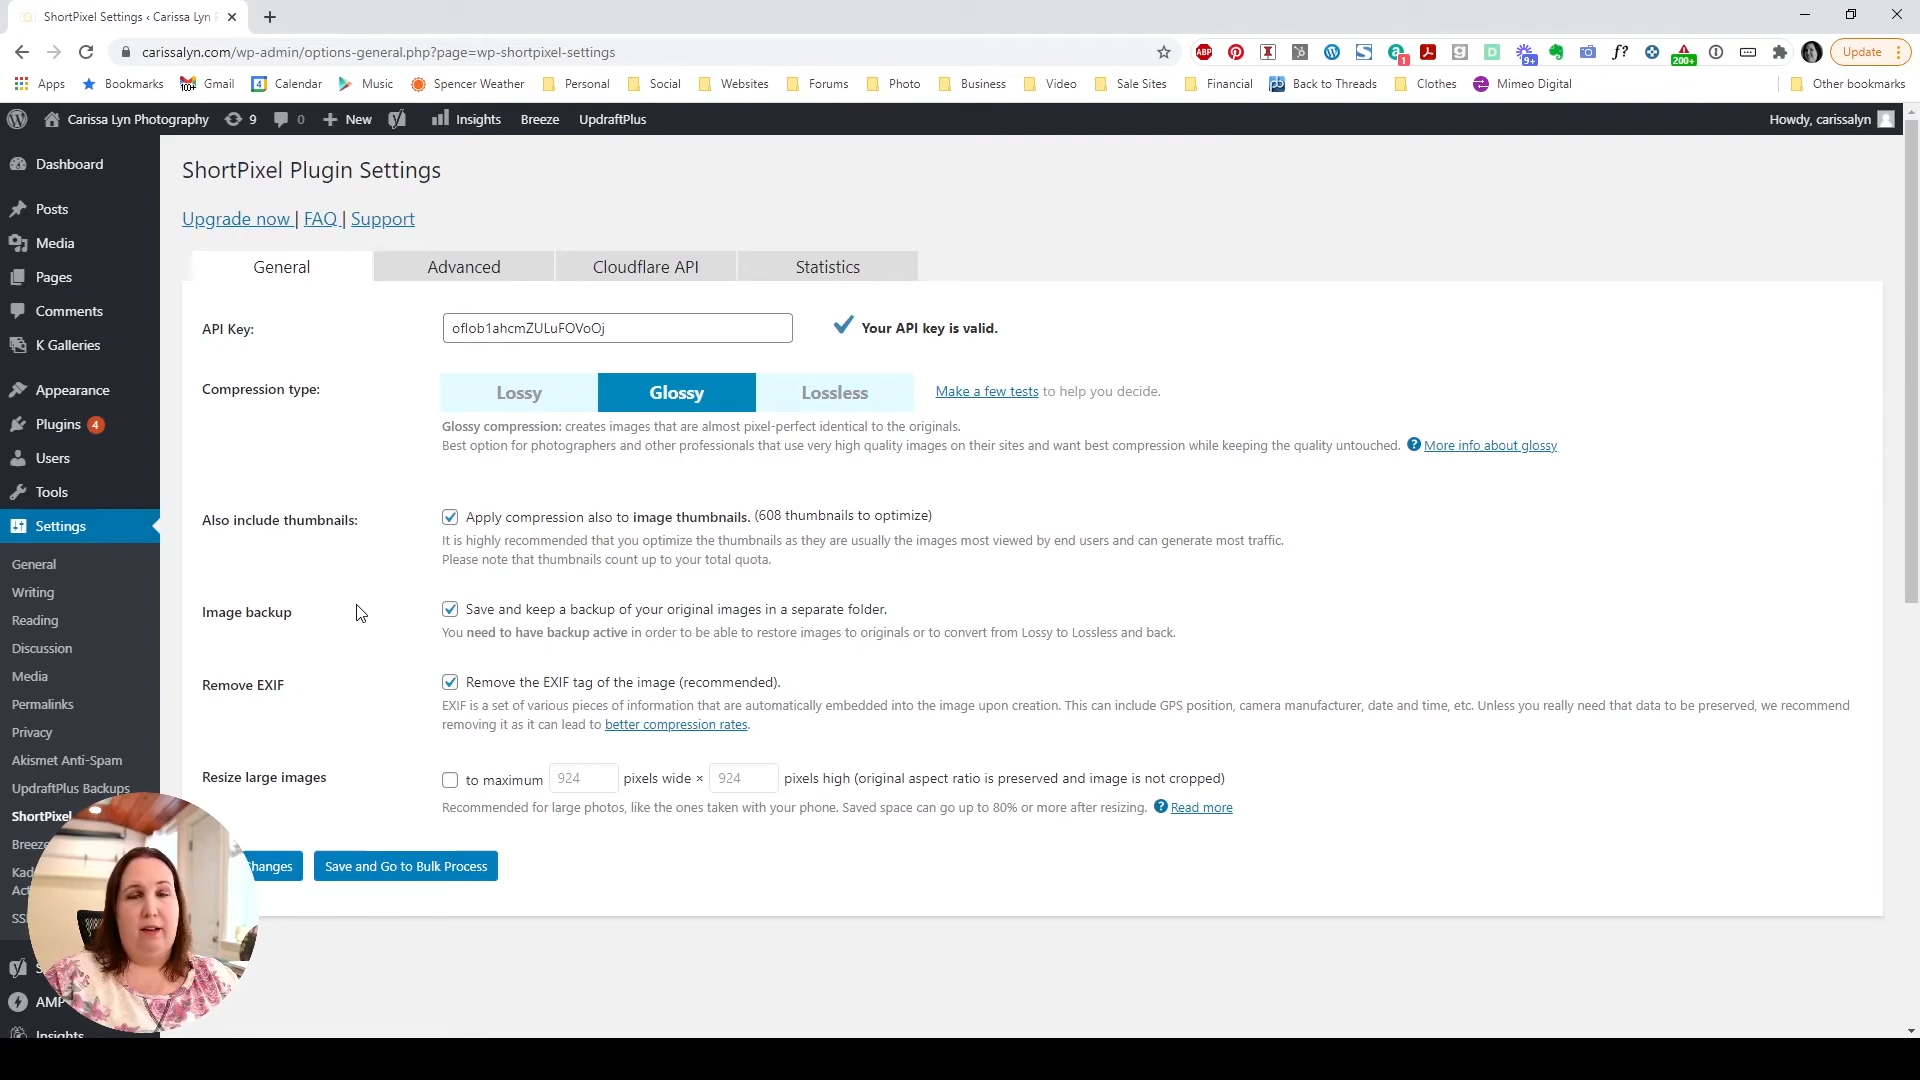 ShortPixel Settings ‹ Carissa Lyn P
carissalyn.com/wp-admin/options-general.php?page=wp-shortpixel-settings
ABP
1
9+
f?
200+
Update
Apps
Bookmarks
Gmail
Calendar
Music
Spencer Weather
Personal
Social
Websites
Forums
Photo
Business
Video
Sale Sites
Financial
Back to Threads
Clothes
Mimeo Digital
Other bookmarks
Carissa Lyn Photography
9
0
New
Insights
Breeze
UpdraftPlus
Howdy, carissalyn
Dashboard
Posts
Media
Pages
Comments
K Galleries
Appearance
Plugins 4
Users
Tools
Settings
General
Writing
Reading
Discussion
Media
Permalinks
Privacy
Akismet Anti-Spam
UpdraftPlus Backups
ShortPixel
Breeze
Kad
Act
SSL
S
AMP
Insights
ShortPixel Plugin Settings
Upgrade now | FAQ | Support
General
Advanced
Cloudflare API
Statistics
API Key:
Your API key is valid.
Compression type:
Lossy
Glossy
Lossless
Make a few tests to help you decide.
Glossy compression: creates images that are almost pixel-perfect identical to the originals.
Best option for photographers and other professionals that use very high quality images on their sites and want best compression while keeping the quality untouched.
More info about glossy
Also include thumbnails:
Apply compression also to image thumbnails. (608 thumbnails to optimize)
It is highly recommended that you optimize the thumbnails as they are usually the images most viewed by end users and can generate most traffic.
Please note that thumbnails count up to your total quota.
Image backup
Save and keep a backup of your original images in a separate folder.
You need to have backup active in order to be able to restore images to originals or to convert from Lossy to Lossless and back.
Remove EXIF
Remove the EXIF tag of the image (recommended).
EXIF is a set of various pieces of information that are automatically embedded into the image upon creation. This can include GPS position, camera manufacturer, date and time, etc. Unless you really need that data to be preserved, we recommend
removing it as it can lead to better compression rates.
Resize large images
to maximum 924 pixels wide × 924 pixels high (original aspect ratio is preserved and image is not cropped)
Recommended for large photos, like the ones taken with your phone. Saved space can go up to 80% or more after resizing.
Read more
Changes
Save and Go to Bulk Process